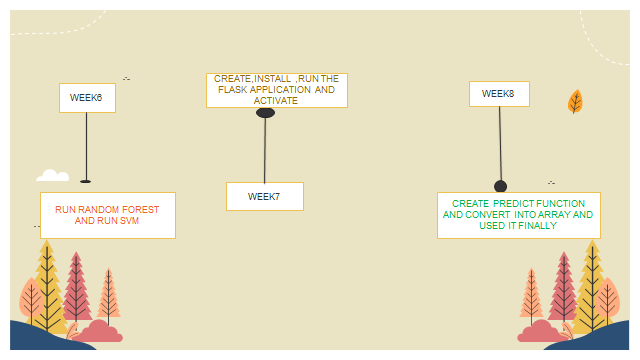 WEEK6
RUN RANDOM FOREST
AND RUN SVM
CREATE,INSTALL ,RUN THE
FLASK APPLICATION AND
ACTIVATE
WEEK7
WEEK8
CREATE PREDICT FUNCTION
AND CONVERT INTO ARRAY AND
USED IT FINALLY